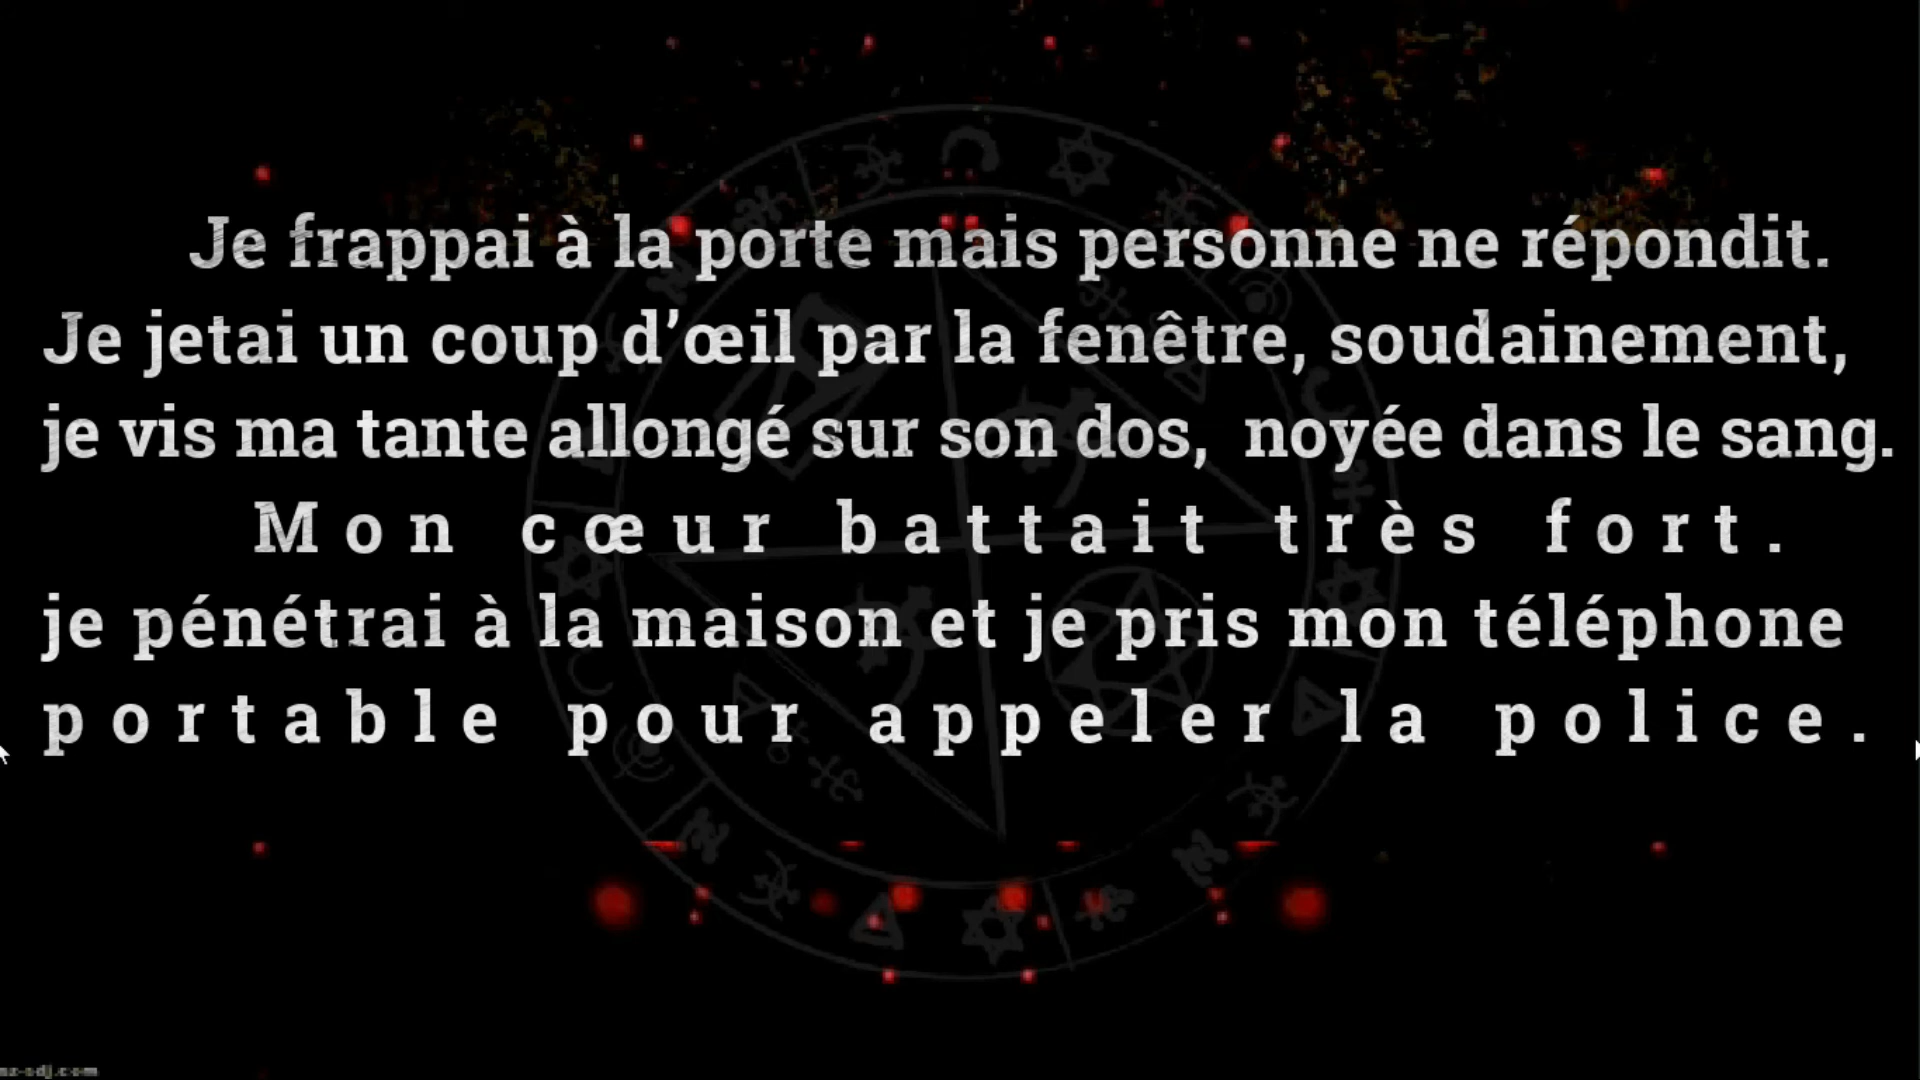 Je frappai à la porte mais personne ne répondit.
Je jetai un coup d’œil par la fenêtre, soudainement,
je vis ma tante allongé sur son dos, noyée dans le sang.
Mon cœur battait très fort.
je pénétrai à la maison et je pris mon téléphone
portable pour appeler la police.